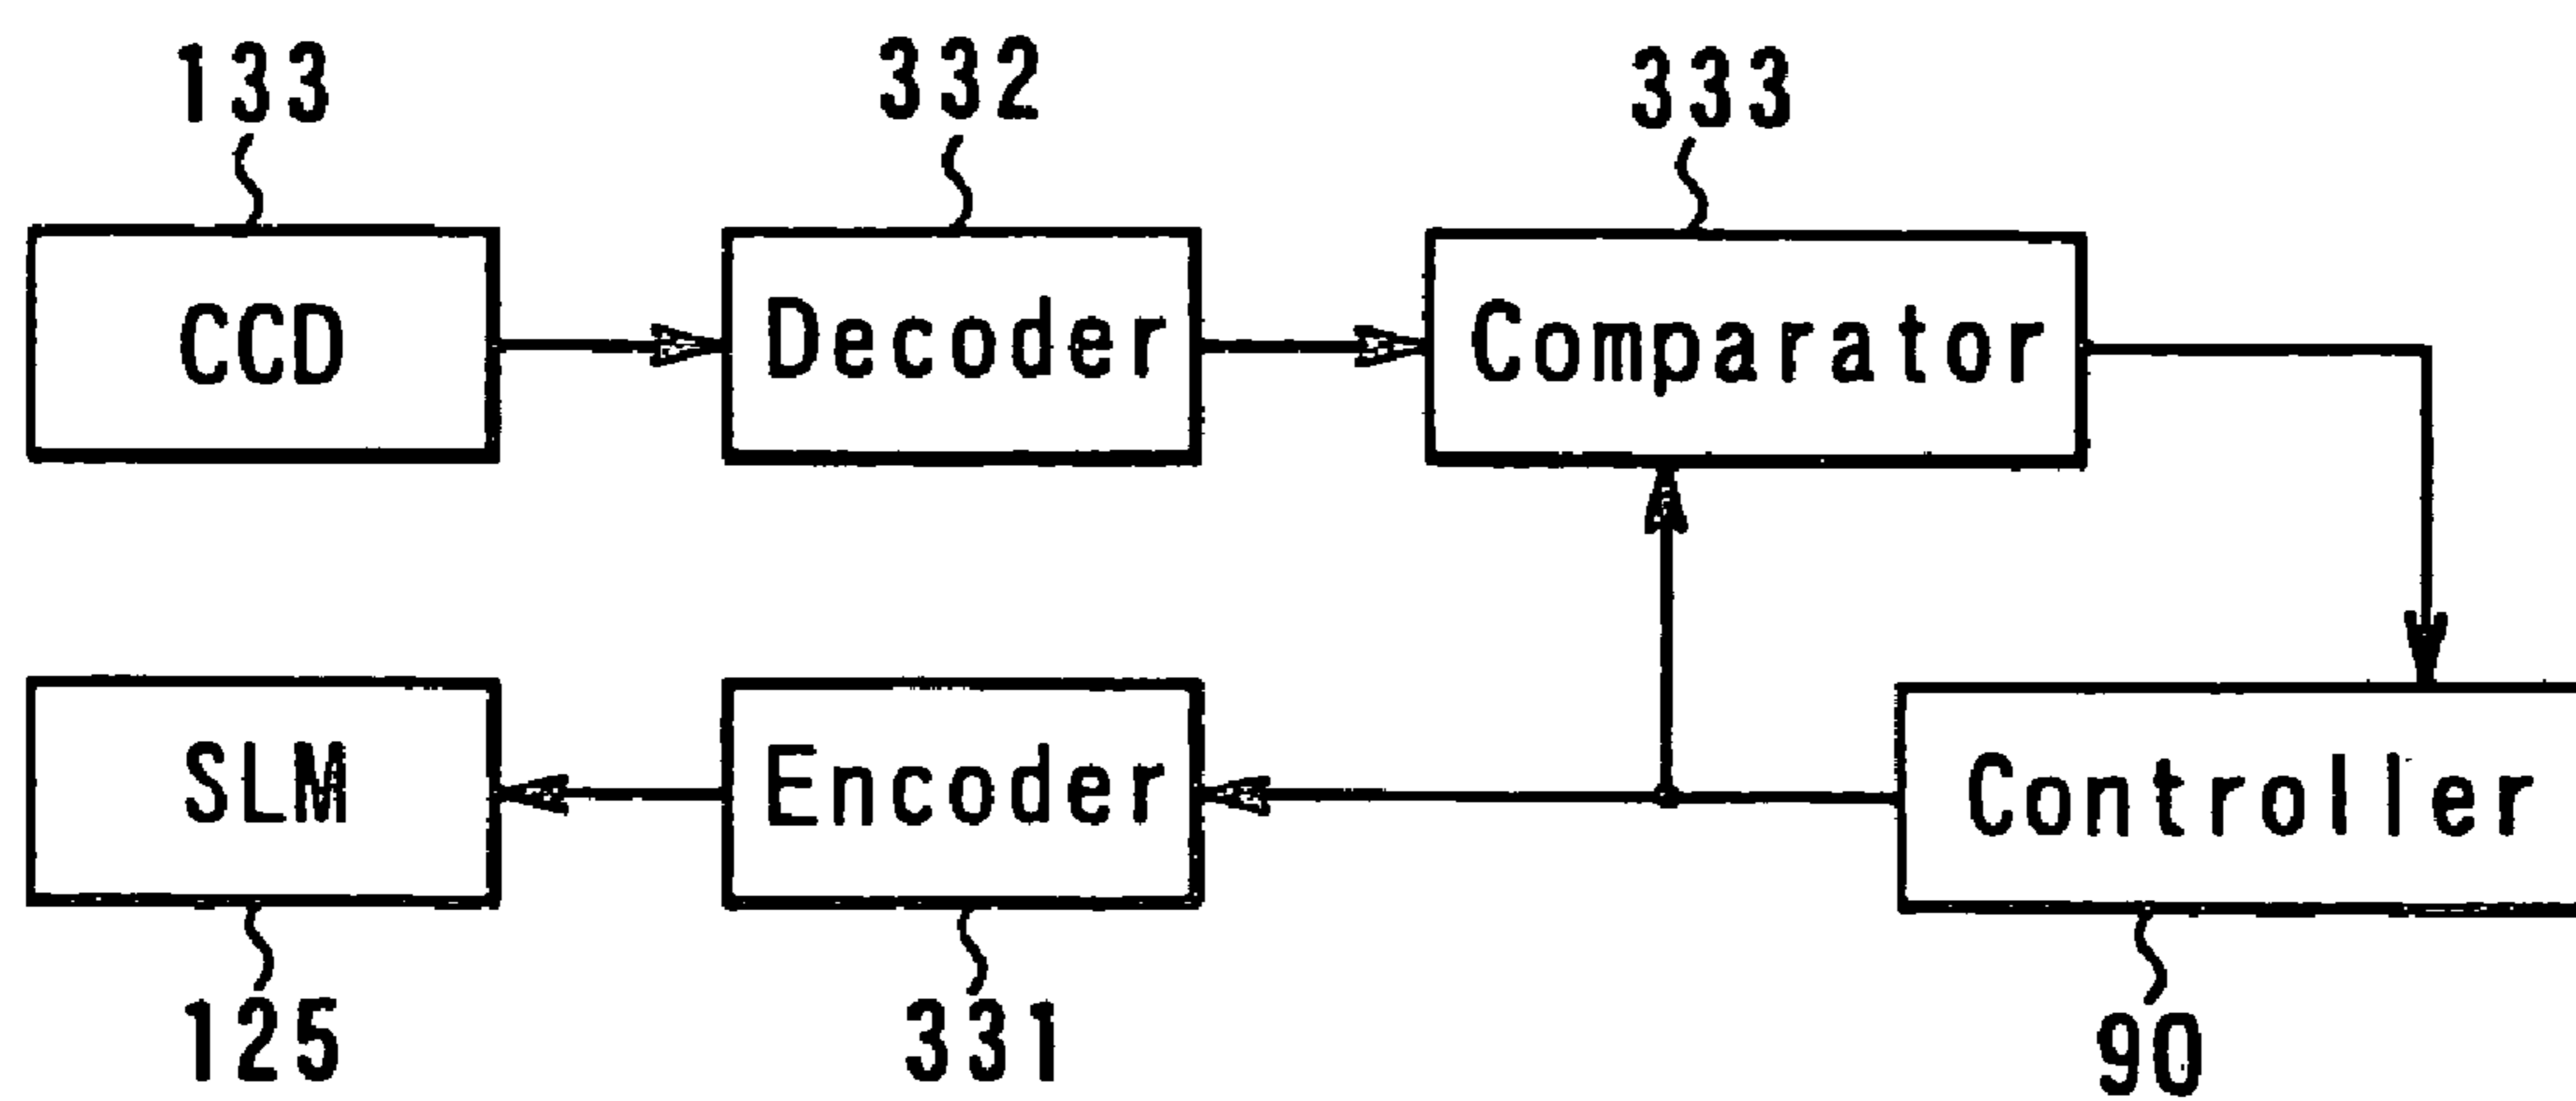 133 332 333
CCD Decoder Comparator
SLM Encoder Controller
125 331 90